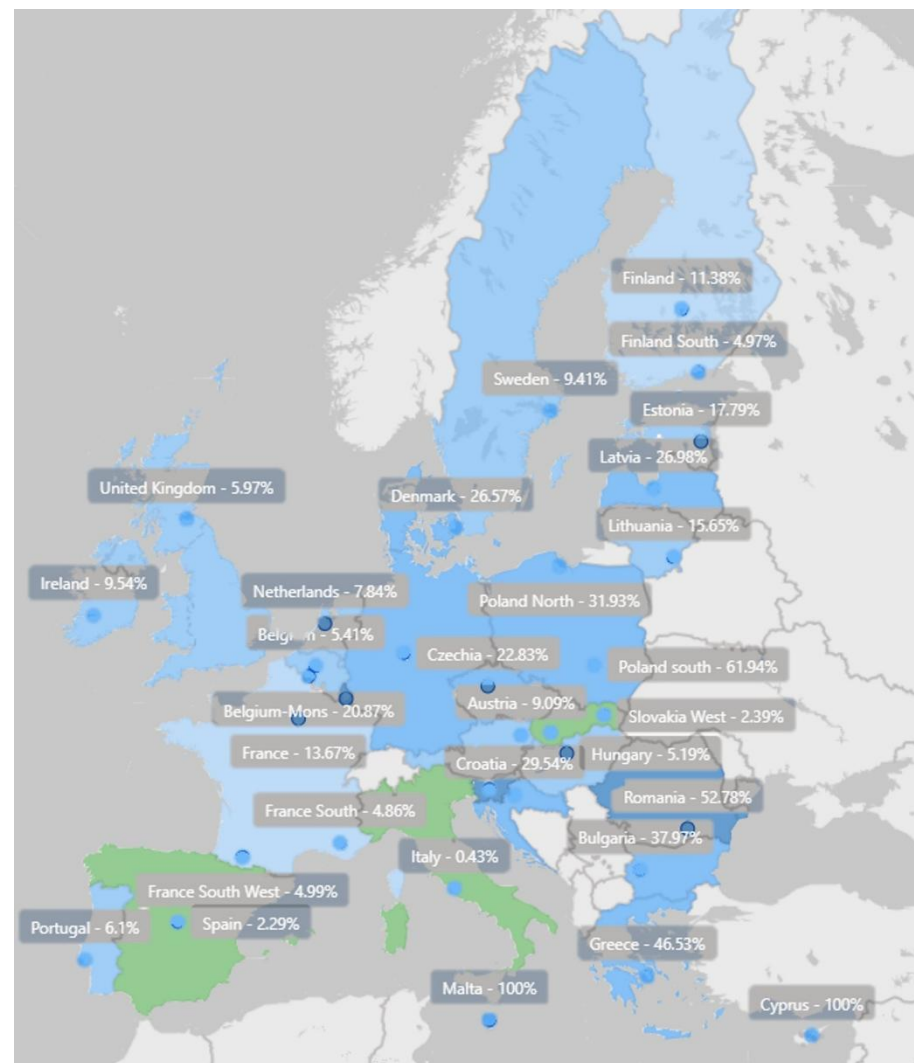 Finland - 11.38%
Finland South - 4.97%
Sweden - 9.41%
Estonia - 17.79%
Latvia - 26.98%
United Kingdom - 5.97%
Denmark - 26.57%
Lithuania - 15.65%
Ireland - 9.54%
Netherlands - 7.84%
Poland North - 31.93%
Belgium - 5.41%
Czechia - 22.83%
Poland south - 61.94%
Austria - 9.09%
Belgium-Mons - 20.87%
Slovakia West - 2.39%
France - 13.67%
Hungary - 5.19%
Croatia - 29.54%
Romania - 52.78%
France South - 4.86%
Bulgaria - 37.97%
Italy - 0.43%
France South West - 4.99%
Spain - 2.29%
Portugal - 6.1%
Greece - 46.53%
Malta - 100%
Cyprus - 100%